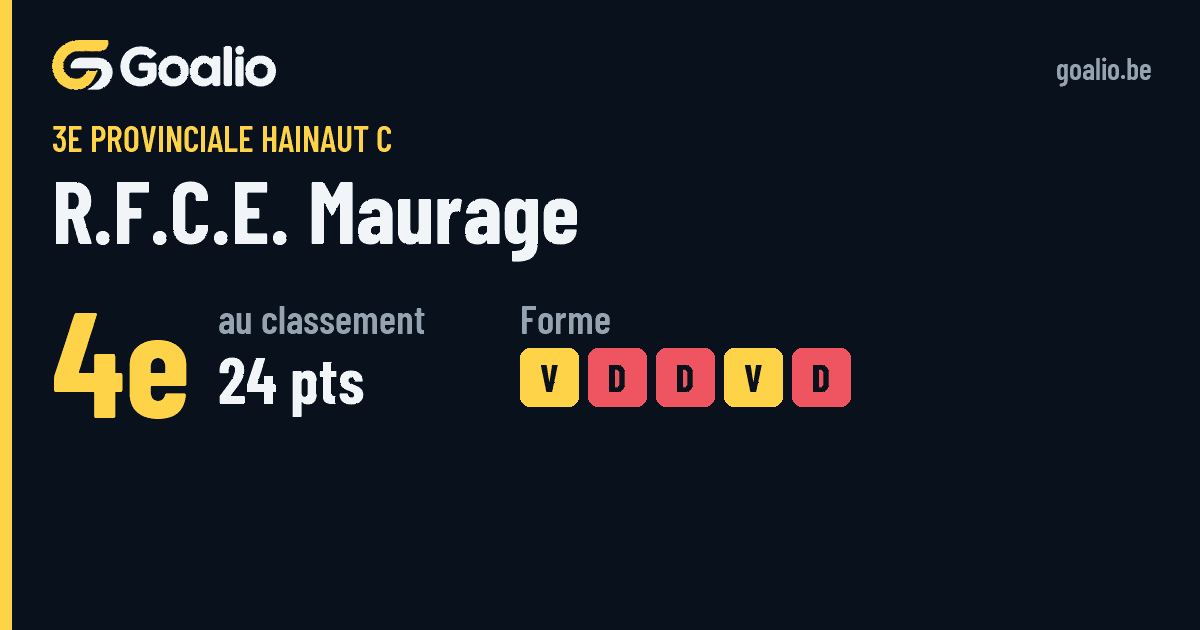 Goalio
goalio.be
3E PROVINCIALE HAINAUT C
R.F.C.E. Maurage
4e
au classement
24 pts
Forme
V D D V D